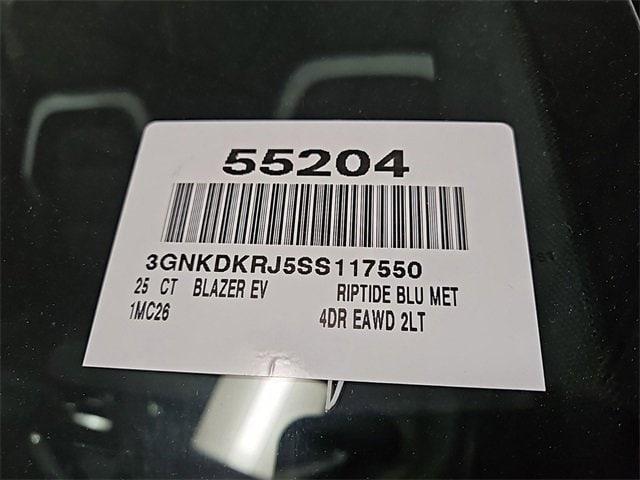 55204
3GNKDKRJ5SS117550
25 CT BLAZER EV RIPTIDE BLU MET
1MC26 4DR EAWD 2LT